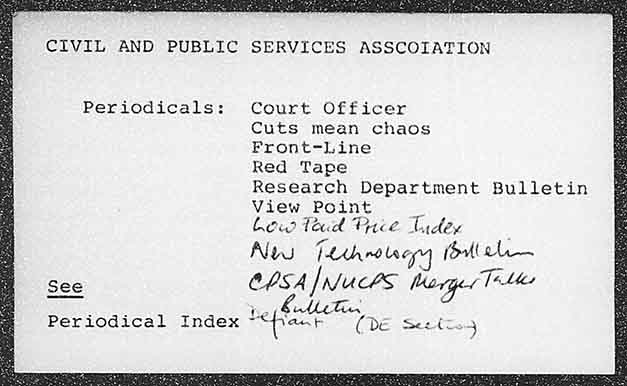 CIVIL AND PUBLIC SERVICES ASSCOIATION
Periodicals: Court Officer
Cuts mean chaos
Front-Line
Red Tape
Research Department Bulletin
View Point
Low Paid Price Index
New Technology Bulletin
CPSA/NUCPS Merger Talks
Bulletin
See
Periodical Index Defiant (DE Section)